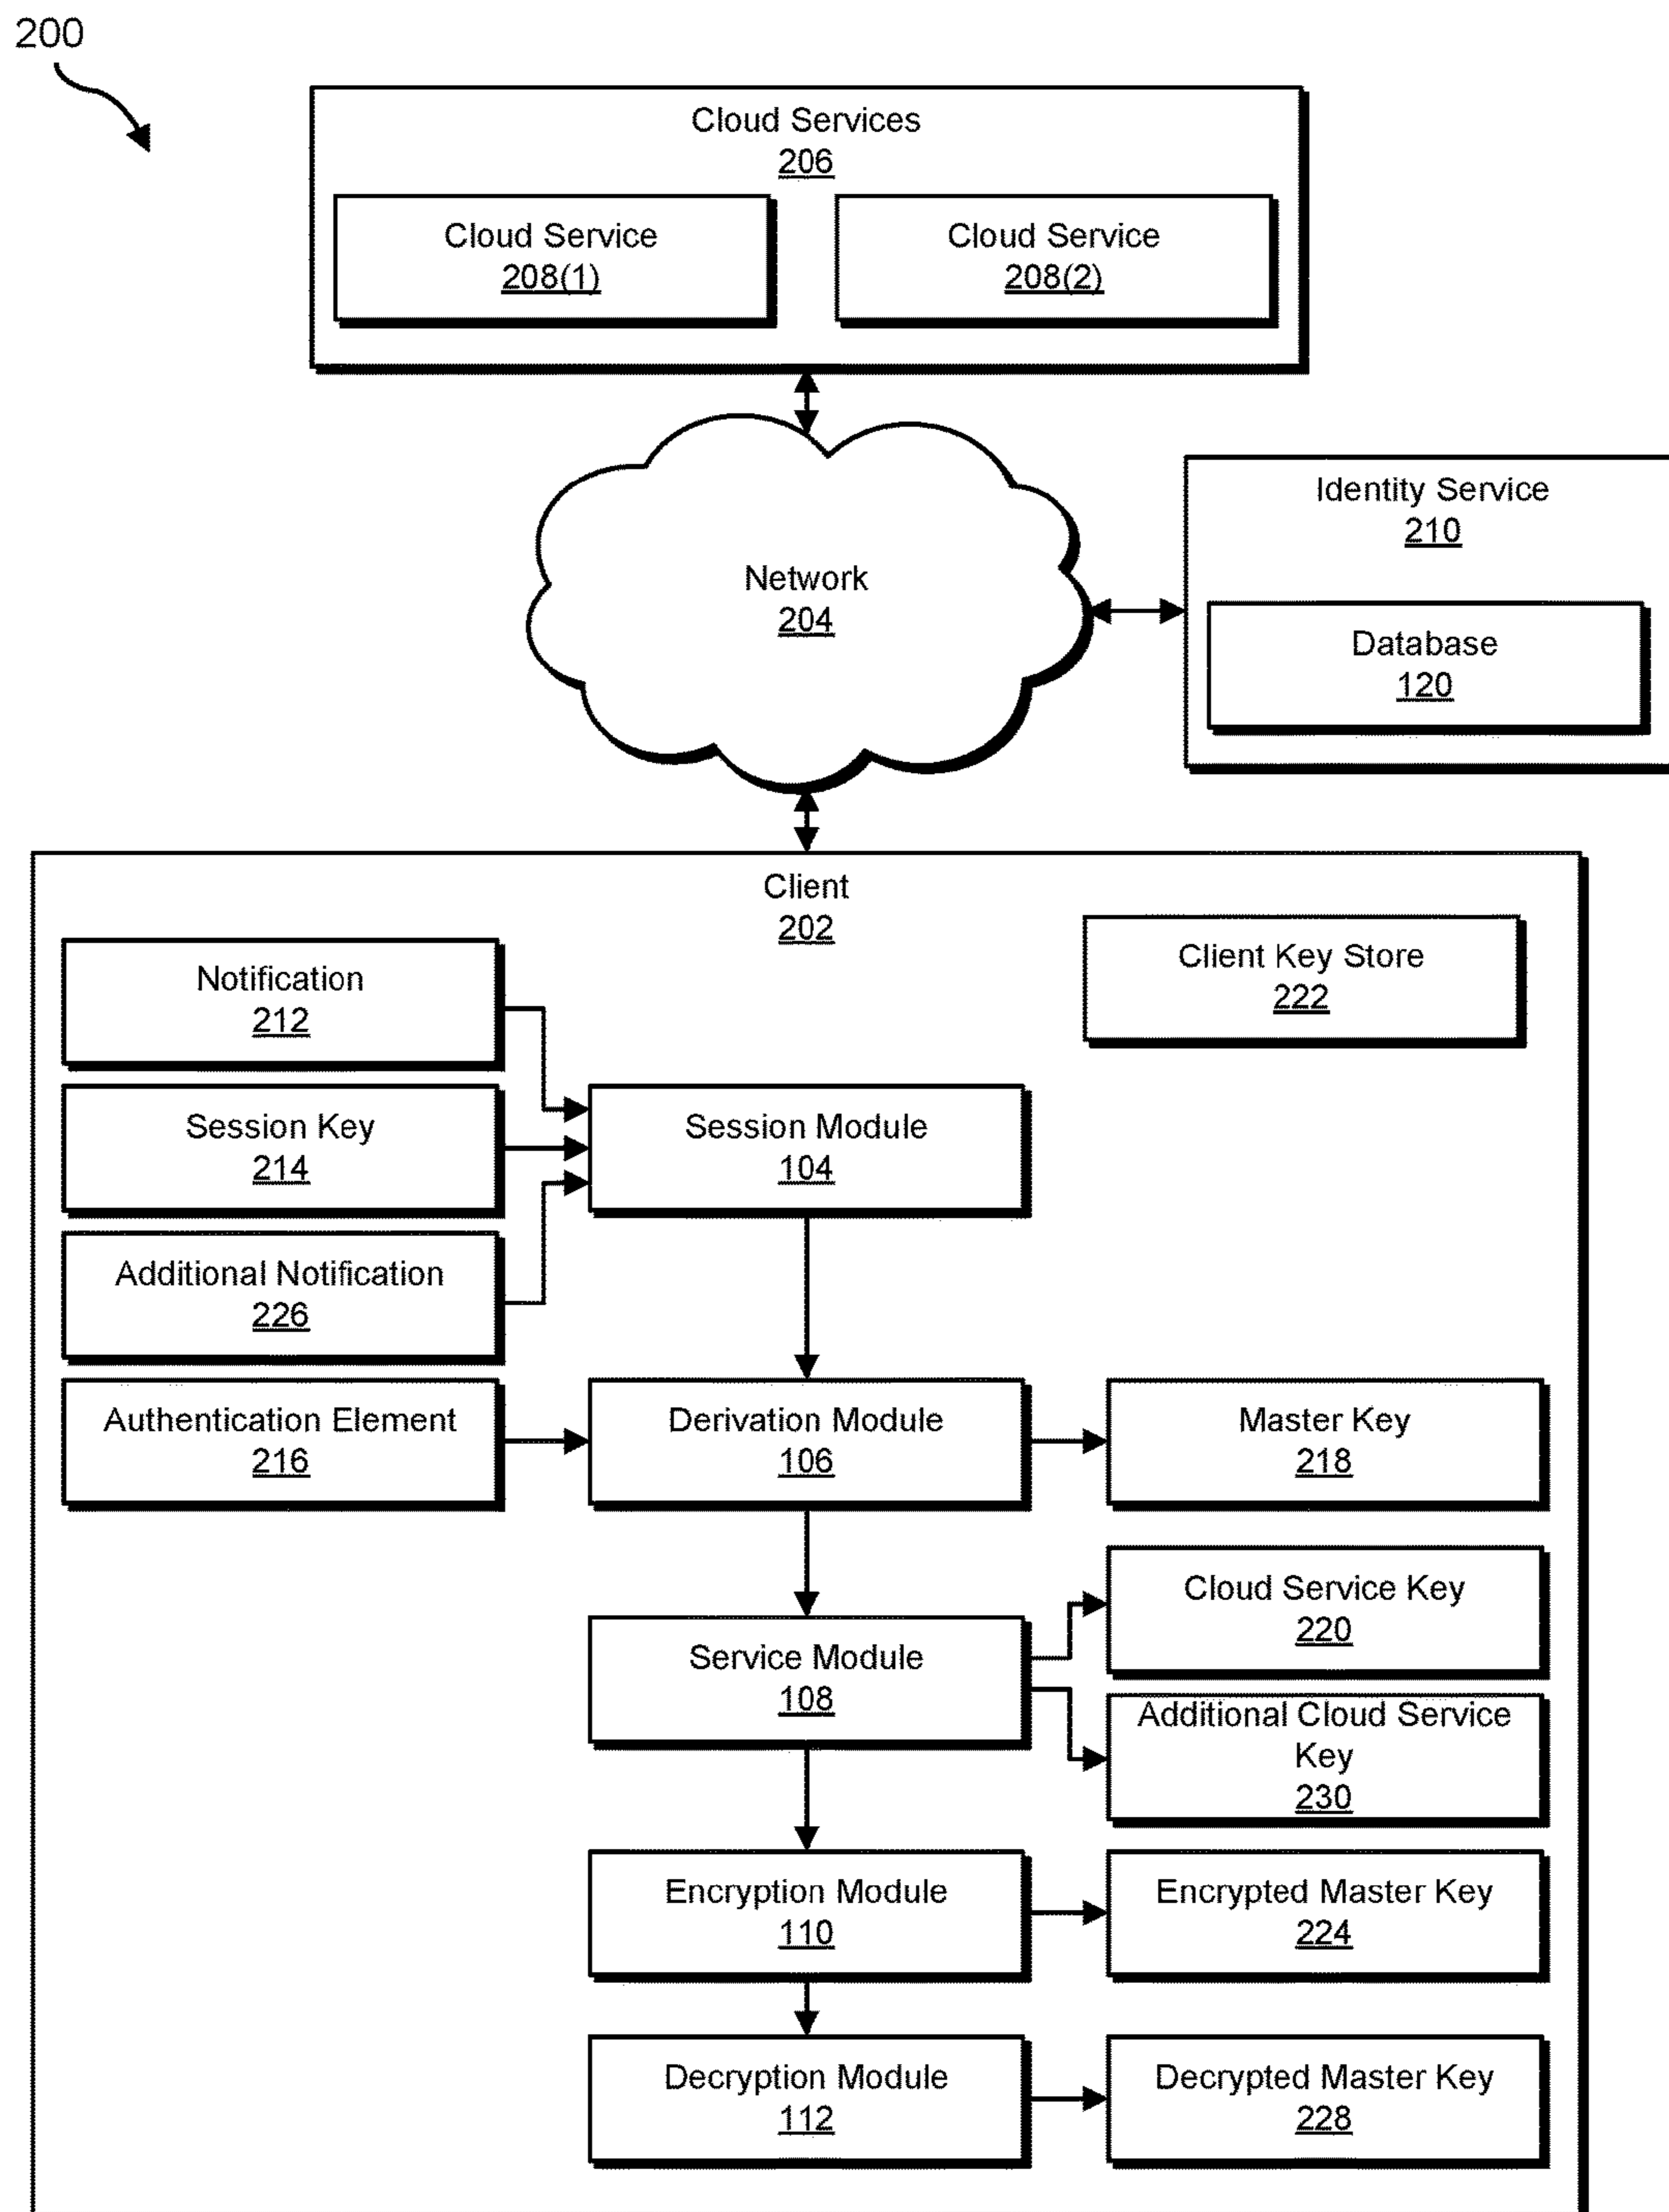 200
Cloud Services
206
Cloud Service
208(1)
Cloud Service
208(2)
Identity Service
210
Network
204
Database
120
Client
202
Client Key Store
222
Notification
212
Session Key
214
Session Module
104
Additional Notification
226
Authentication Element
216
Derivation Module
106
Master Key
218
Cloud Service Key
220
Service Module
108
Additional Cloud Service
Key
230
Encryption Module
110
Encrypted Master Key
224
Decryption Module
112
Decrypted Master Key
228